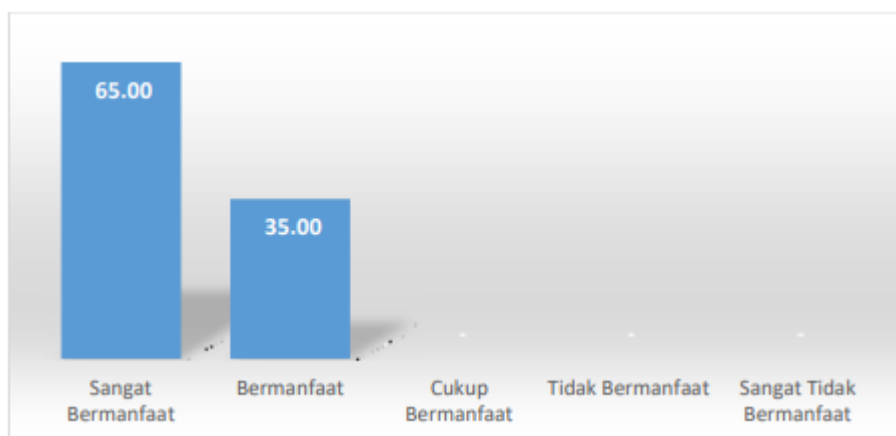 65.00
35.00
-
-
-
Sangat
Bermanfaat
Bermanfaat
Cukup
Bermanfaat
Tidak Bermanfaat
Sangat Tidak
Bermanfaat